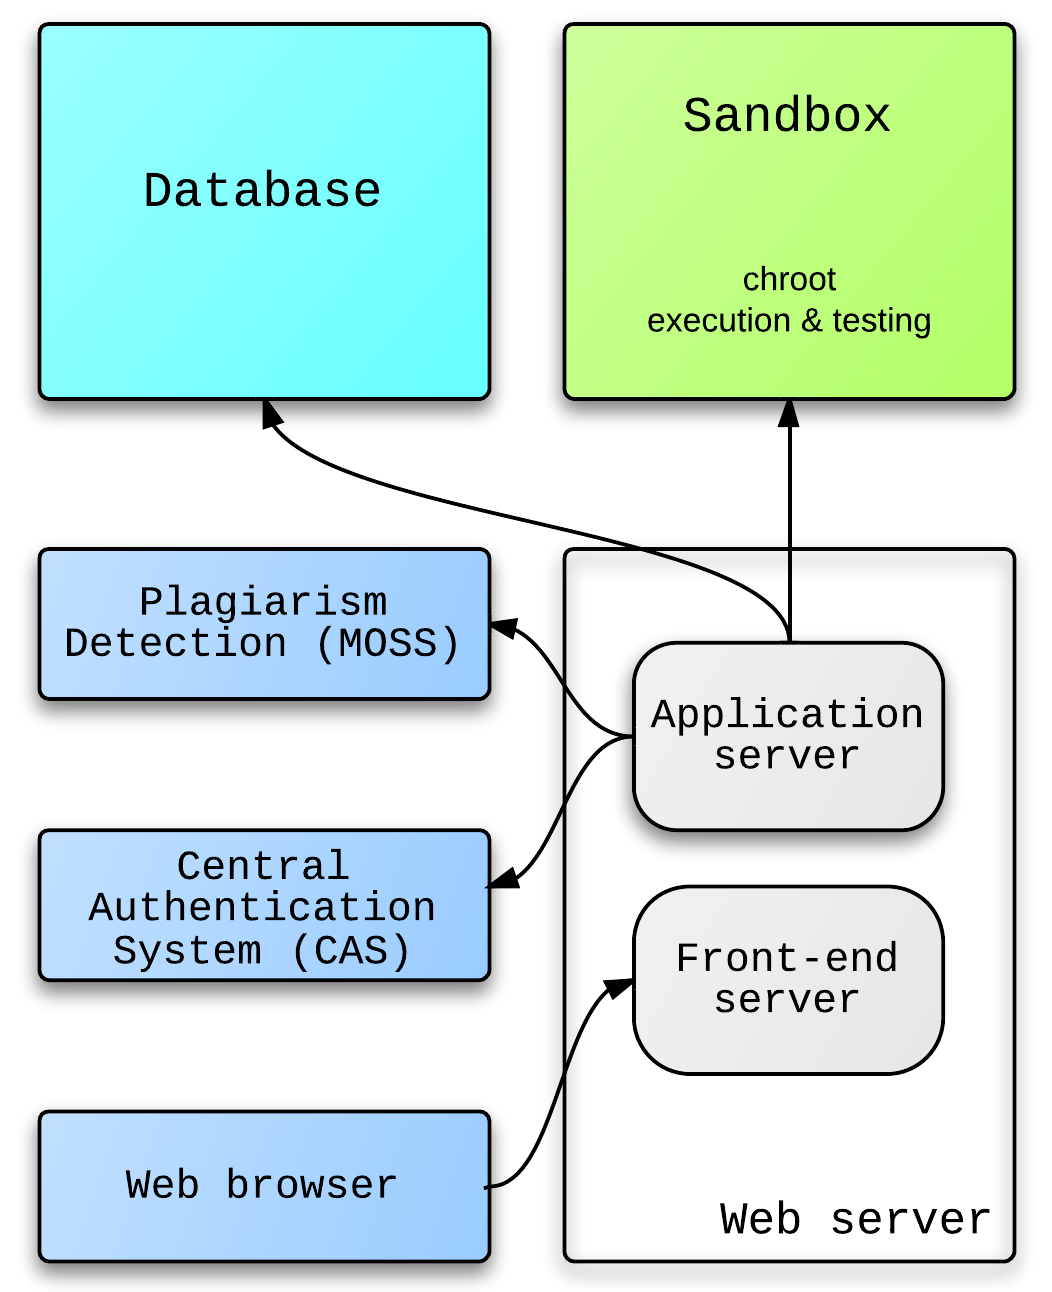 Database
Sandbox
chroot
execution & testing
Plagiarism
Detection (MOSS)
Application
server
Central
Authentication
System (CAS)
Front-end
server
Web browser
Web server